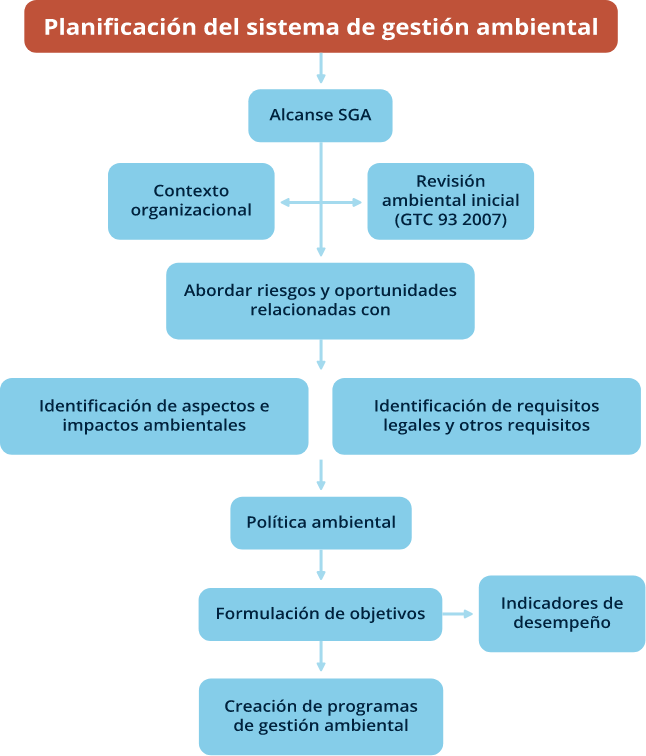 Planificación del sistema de gestión ambiental
Alcanse SGA
Contexto
organizacional
Revisión
ambiental inicial
(GTC 93 2007)
Abordar riesgos y oportunidades
relacionadas con
Identificación de aspectos e
impactos ambientales
Identificación de requisitos
legales y otros requisitos
Política ambiental
Formulación de objetivos
Indicadores de
desempeño
Creación de programas
de gestión ambiental